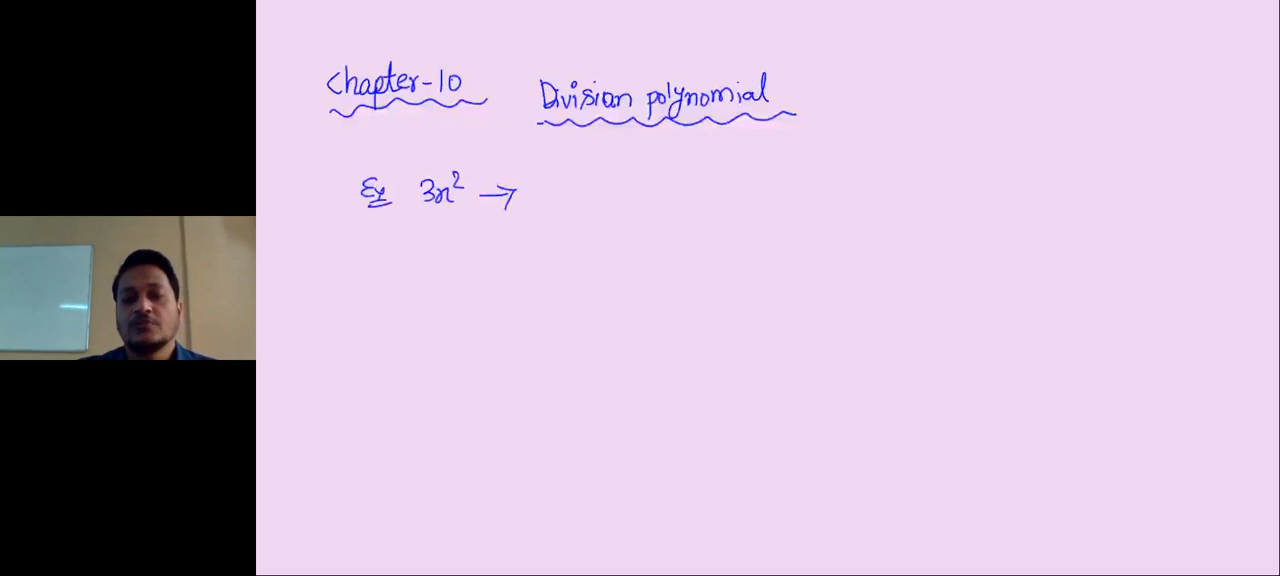 Chapter-10 Division polynomial
Ex 3x² →